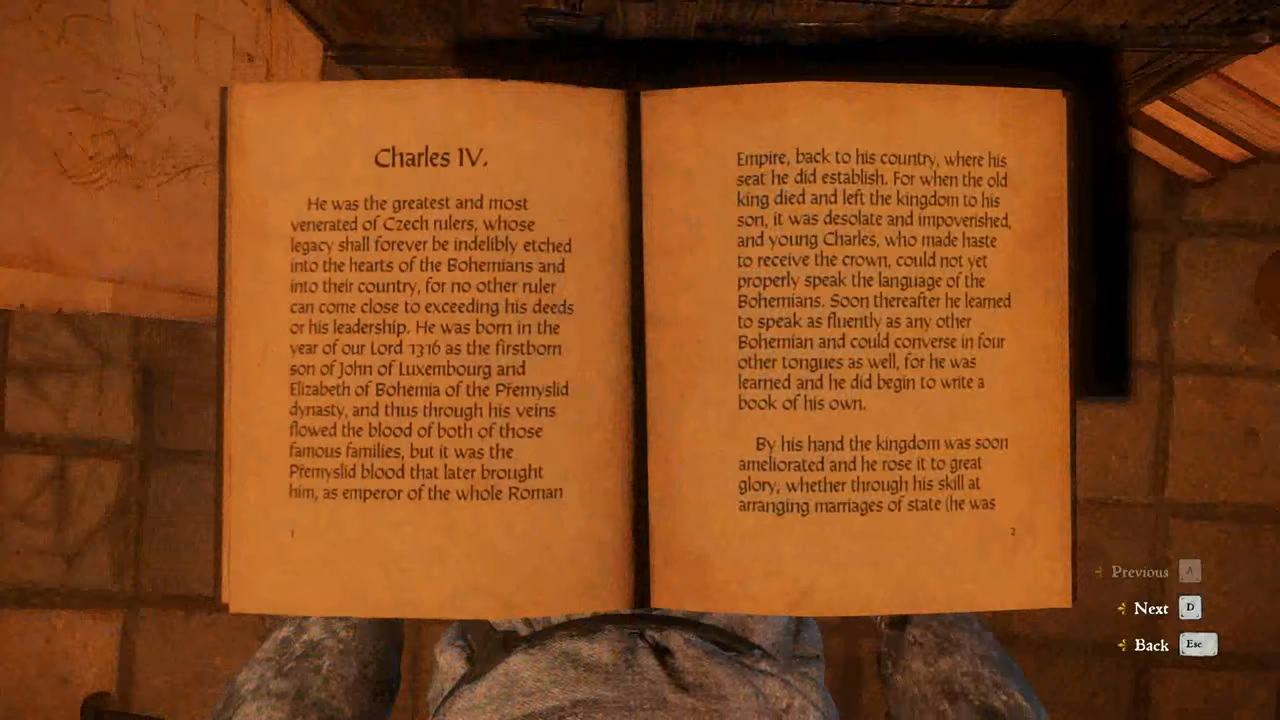 Charles IV.
He was the greatest and most
venerated of Czech rulers, whose
legacy shall forever be indelibly etched
into the hearts of the Bohemians and
into their country, for no other ruler
can come close to exceeding his deeds
or his leadership. He was born in the
year of our Lord 1316 as the firstborn
son of John of Luxembourg and
Elizabeth of Bohemia of the Přemyslid
dynasty, and thus through his veins
flowed the blood of both of those
famous families, but it was the
Přemyslid blood that later brought
him, as emperor of the whole Roman
1
Empire, back to his country, where his
seat he did establish. For when the old
king died and left the kingdom to his
son, it was desolate and impoverished,
and young Charles, who made haste
to receive the crown, could not yet
properly speak the language of the
Bohemians. Soon thereafter he learned
to speak as fluently as any other
Bohemian and could converse in four
other tongues as well, for he was
learned and he did begin to write a
book of his own.
By his hand the kingdom was soon
ameliorated and he rose it to great
glory, whether through his skill at
arranging marriages of state (he was
2
Previous A
Next D
Back Esc